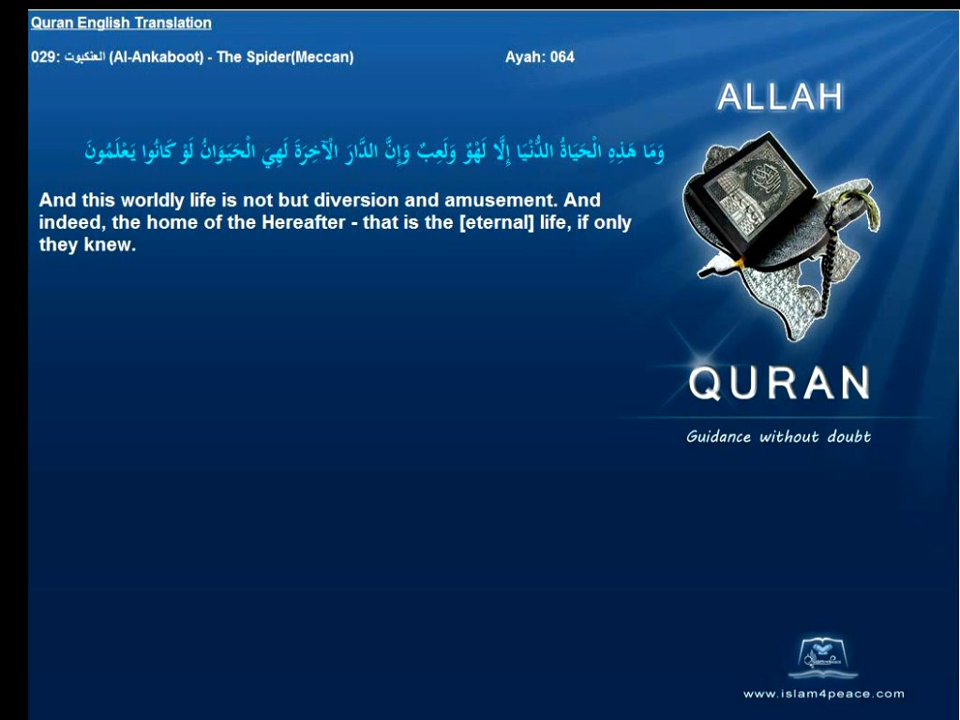 Quran English Translation
029: العنكبوت (Al-Ankaboot) - The Spider(Meccan)
Ayah: 064
وَمَا هَٰذِهِ الْحَيَاةُ الدُّنْيَا إِلَّا لَهْوٌ وَلَعِبٌ وَإِنَّ الدَّارَ الْآخِرَةَ لَهِيَ الْحَيَوَانُ لَوْ كَانُوا يَعْلَمُونَ
And this worldly life is not but diversion and amusement. And
indeed, the home of the Hereafter - that is the [eternal] life, if only
they knew.
ALLAH
QURAN
Guidance without doubt
www.islam4peace.com